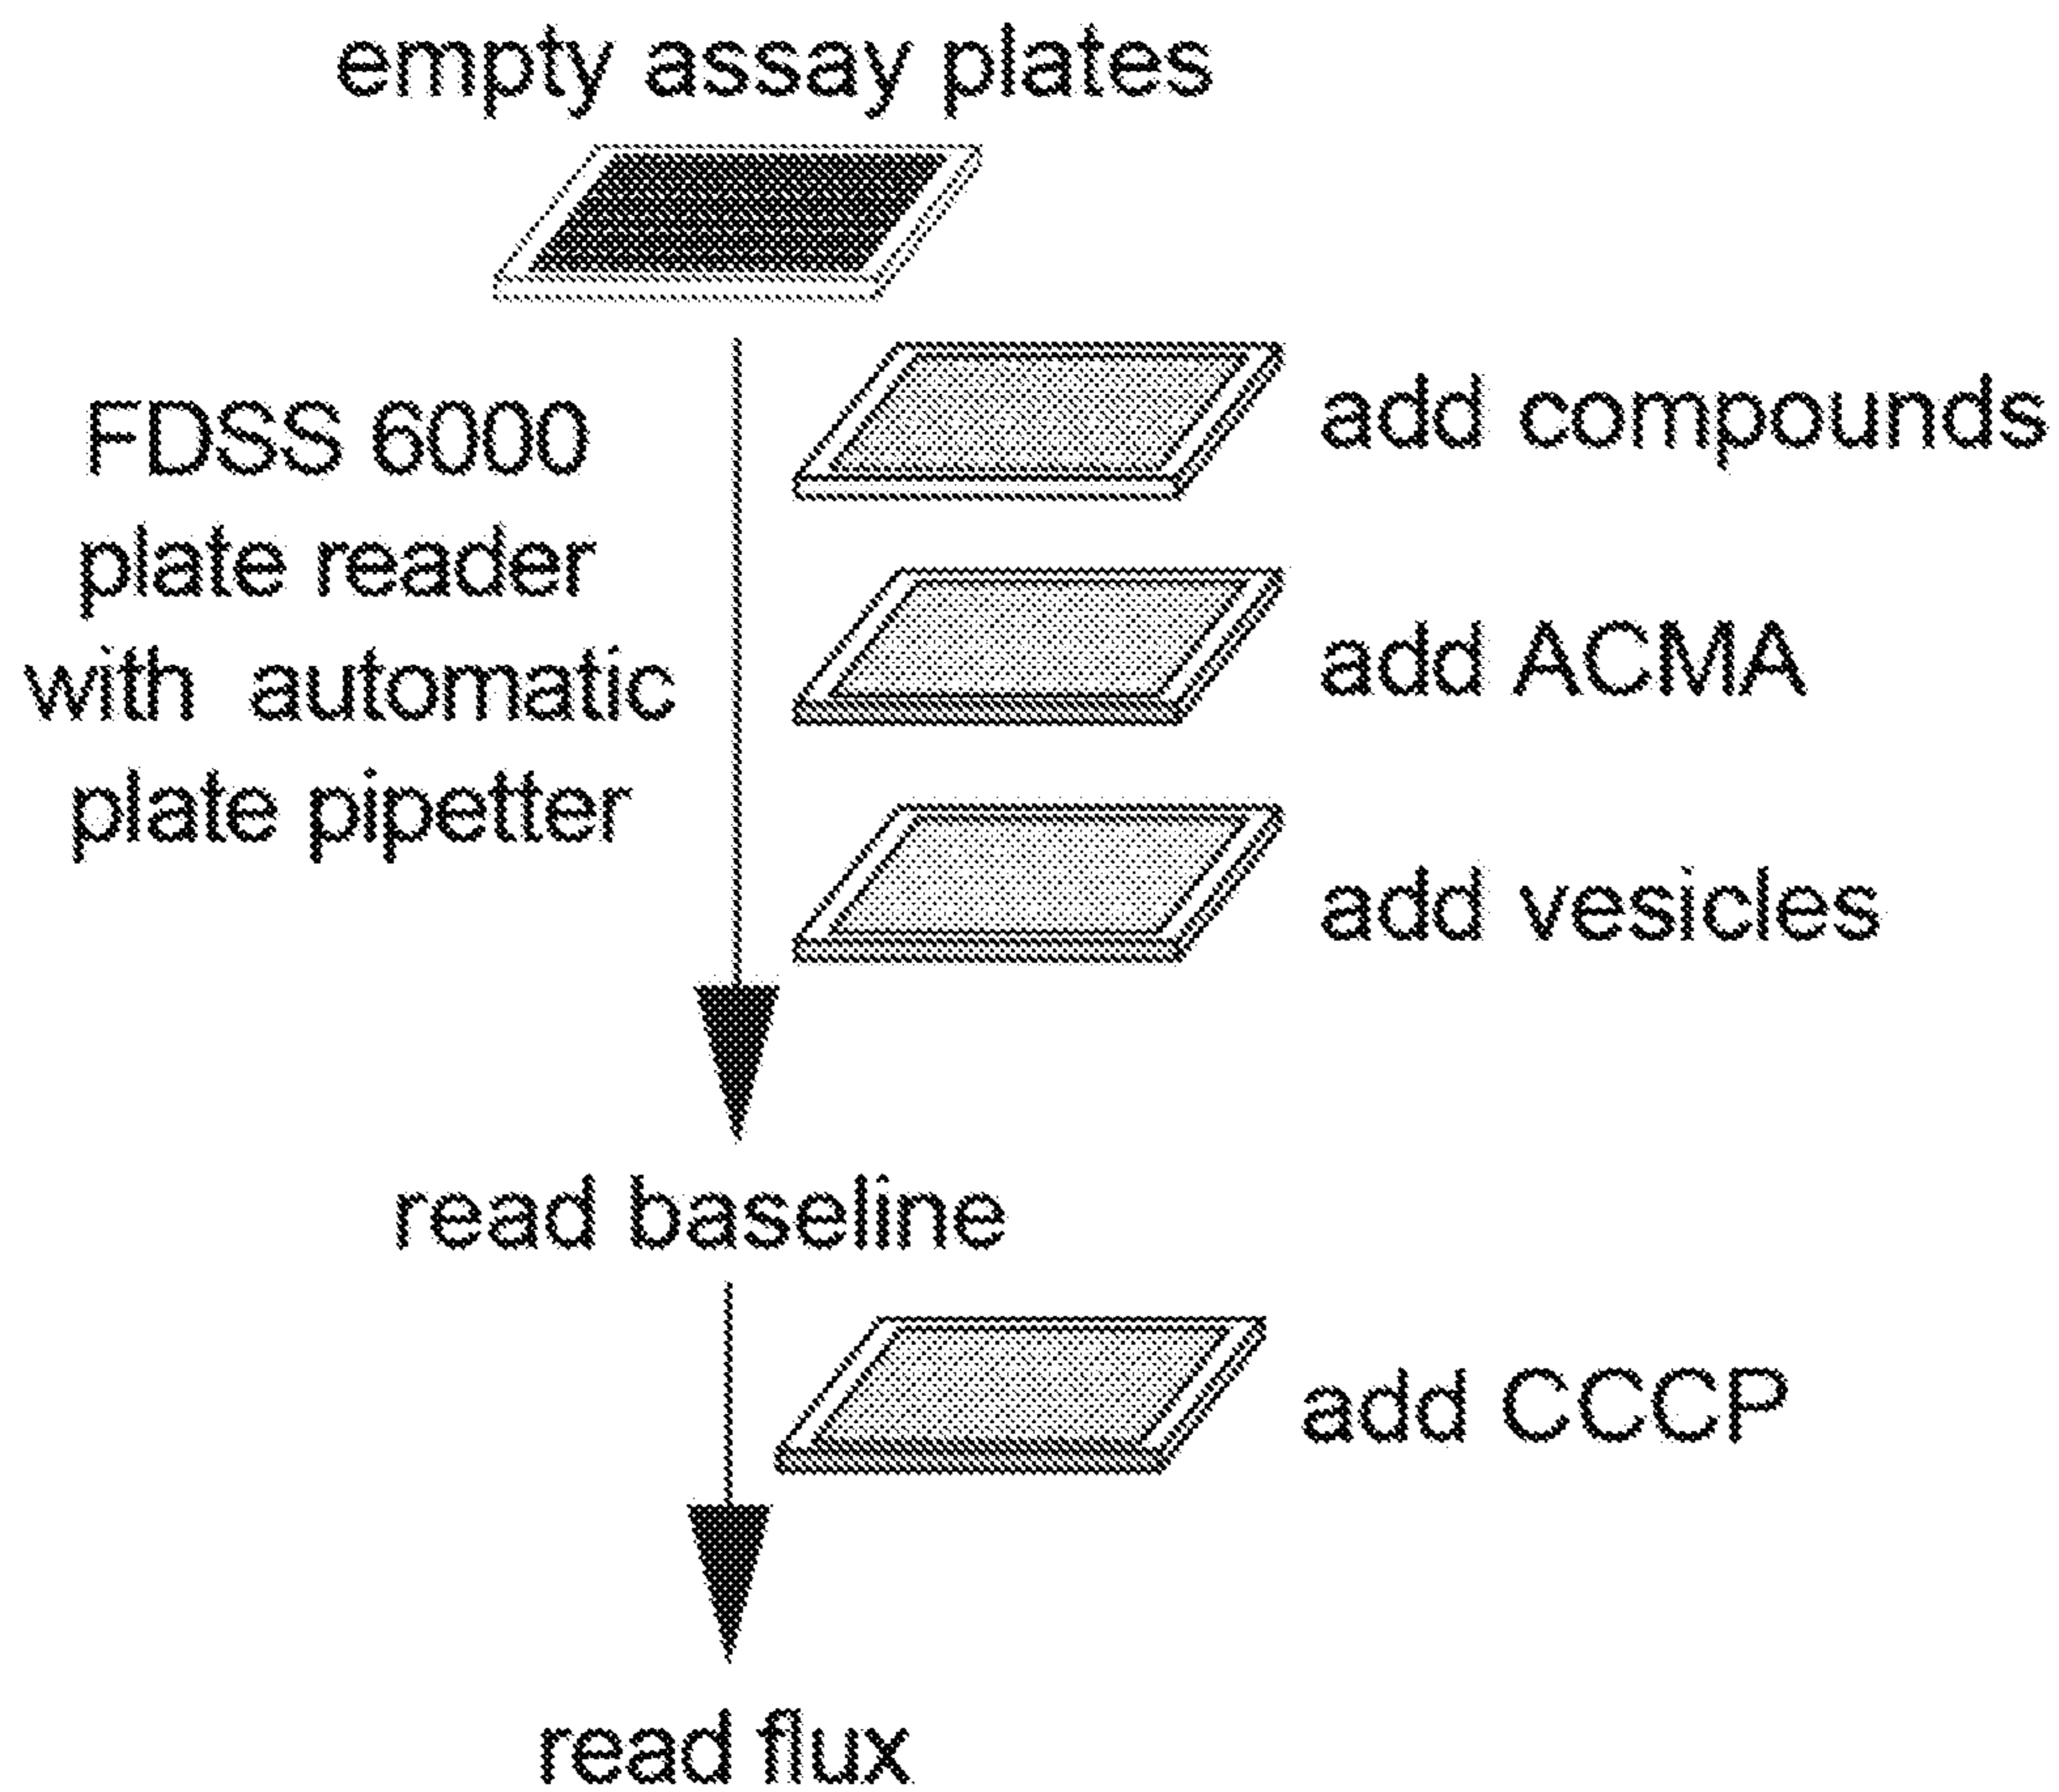 empty assay plates
FDSS 6000
plate reader
with automatic
plate pipetter
add compounds
add ACMA
add vesicles
read baseline
add CCCP
read flux